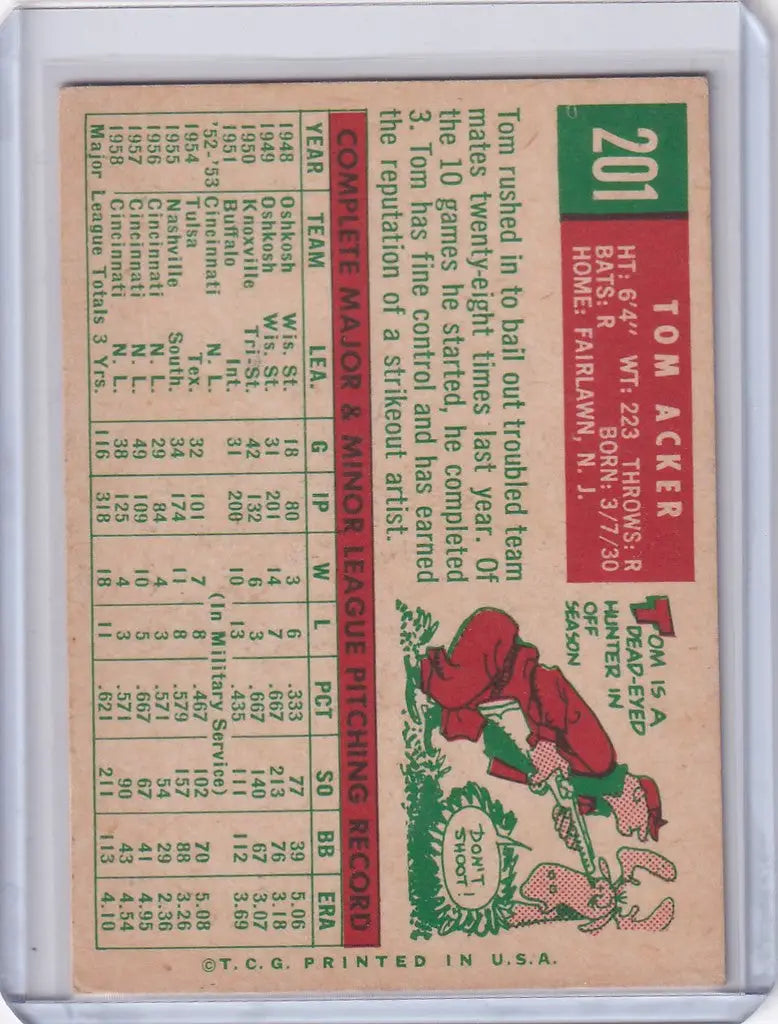 201
TOM ACKER
HT: 6'4" WT: 223 THROWS: R
BATS: R BORN: 3/7/30
HOME: FAIRLAWN, N. J.
Tom rushed in to bail out troubled team
mates twenty-eight times last year. Of
the 10 games he started, he completed
3. Tom has fine control and has earned
the reputation of a strikeout artist.
TOM IS A
DEAD-EYED
HUNTER IN
OFF
SEASON
DON'T
SHOOT!
COMPLETE MAJOR & MINOR LEAGUE PITCHING RECORD
YEAR TEAM LEA. G IP W L PCT SO BB ERA
1948 Oshkosh Wis. St. 18 80 3 6 .333 77 39 5.06
1949 Oshkosh Wis. St. 31 201 14 7 .667 213 76 3.18
1950 Knoxville Tri-St. 42 132 6 3 .667 140 67 3.07
1951 Buffalo Int. 31 200 10 13 .435 111 112 3.69
'52-'53 Cincinnati N. L. (In Military Service)
1954 Tulsa Tex. 32 101 7 8 .467 102 70 5.08
1955 Nashville South. 34 174 11 8 .579 157 88 3.26
1956 Cincinnati N. L. 29 84 4 3 .571 54 29 2.36
1957 Cincinnati N. L. 49 109 10 5 .667 67 41 4.95
1958 Cincinnati N. L. 38 125 4 3 .571 90 43 4.54
Major League Totals 3 Yrs. 116 318 18 11 .621 211 113 4.10
©T. C. G. PRINTED IN U.S.A.